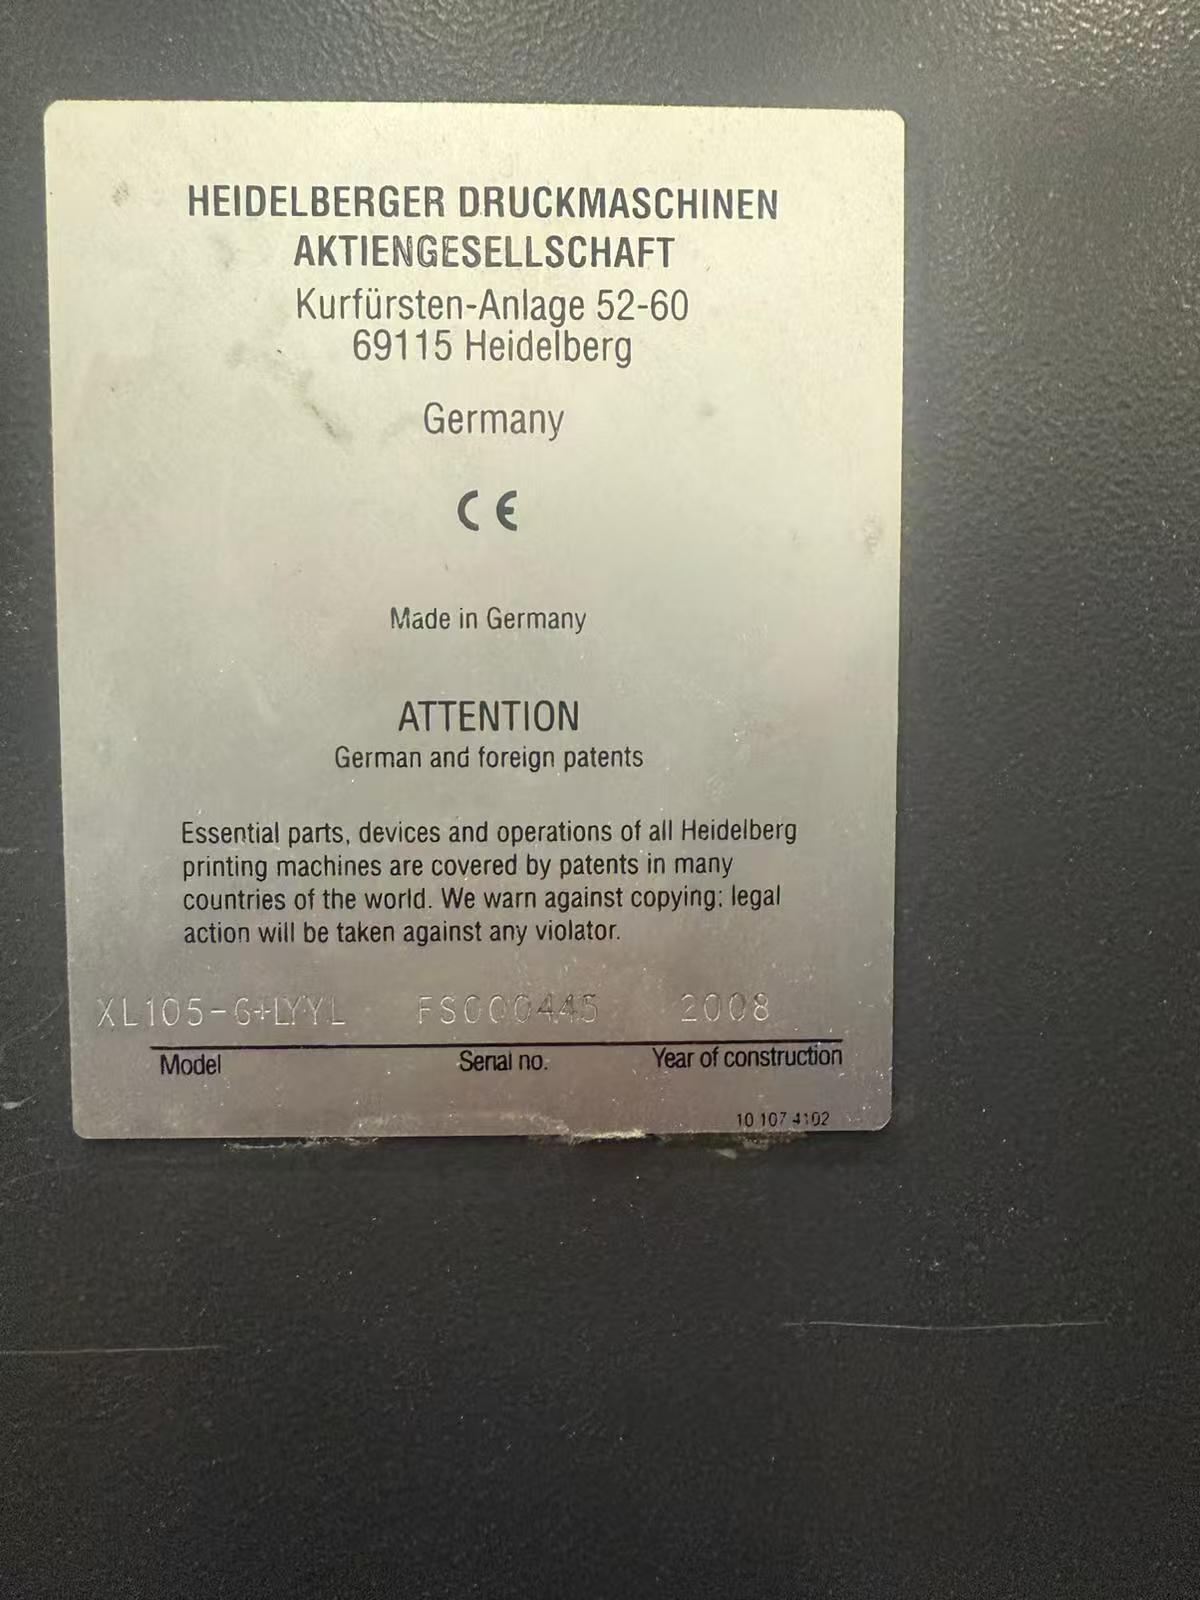 HEIDELBERGER DRUCKMASCHINEN
AKTIENGESELLSCHAFT
Kurfürsten-Anlage 52-60
69115 Heidelberg
Germany
CE
Made in Germany
ATTENTION
German and foreign patents
Essential parts, devices and operations of all Heidelberg
printing machines are covered by patents in many
countries of the world. We warn against copying; legal
action will be taken against any violator.
XL105-6+LYYL FS000445 2008
Model Serial no. Year of construction
10 107 4102